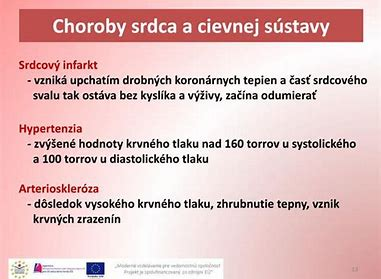 Choroby srdca a cievnej sústavy
Srdcový infarkt
- vzniká upchatím drobných koronárnych tepien a časť srdcového
svalu tak ostáva bez kyslíka a výživy, začína odumierať
Hypertenzia
- zvýšené hodnoty krvného tlaku nad 160 torrov u systolického
a 100 torrov u diastolického tlaku
Arterioskleróza
- dôsledok vysokého krvného tlaku, zhrubnutie tepny, vznik
krvných zrazenín
„Moderné vzdelávanie pre vedomostnú spoločnosť
Projekt je spolufinancovaný zo zdrojov EÚ"